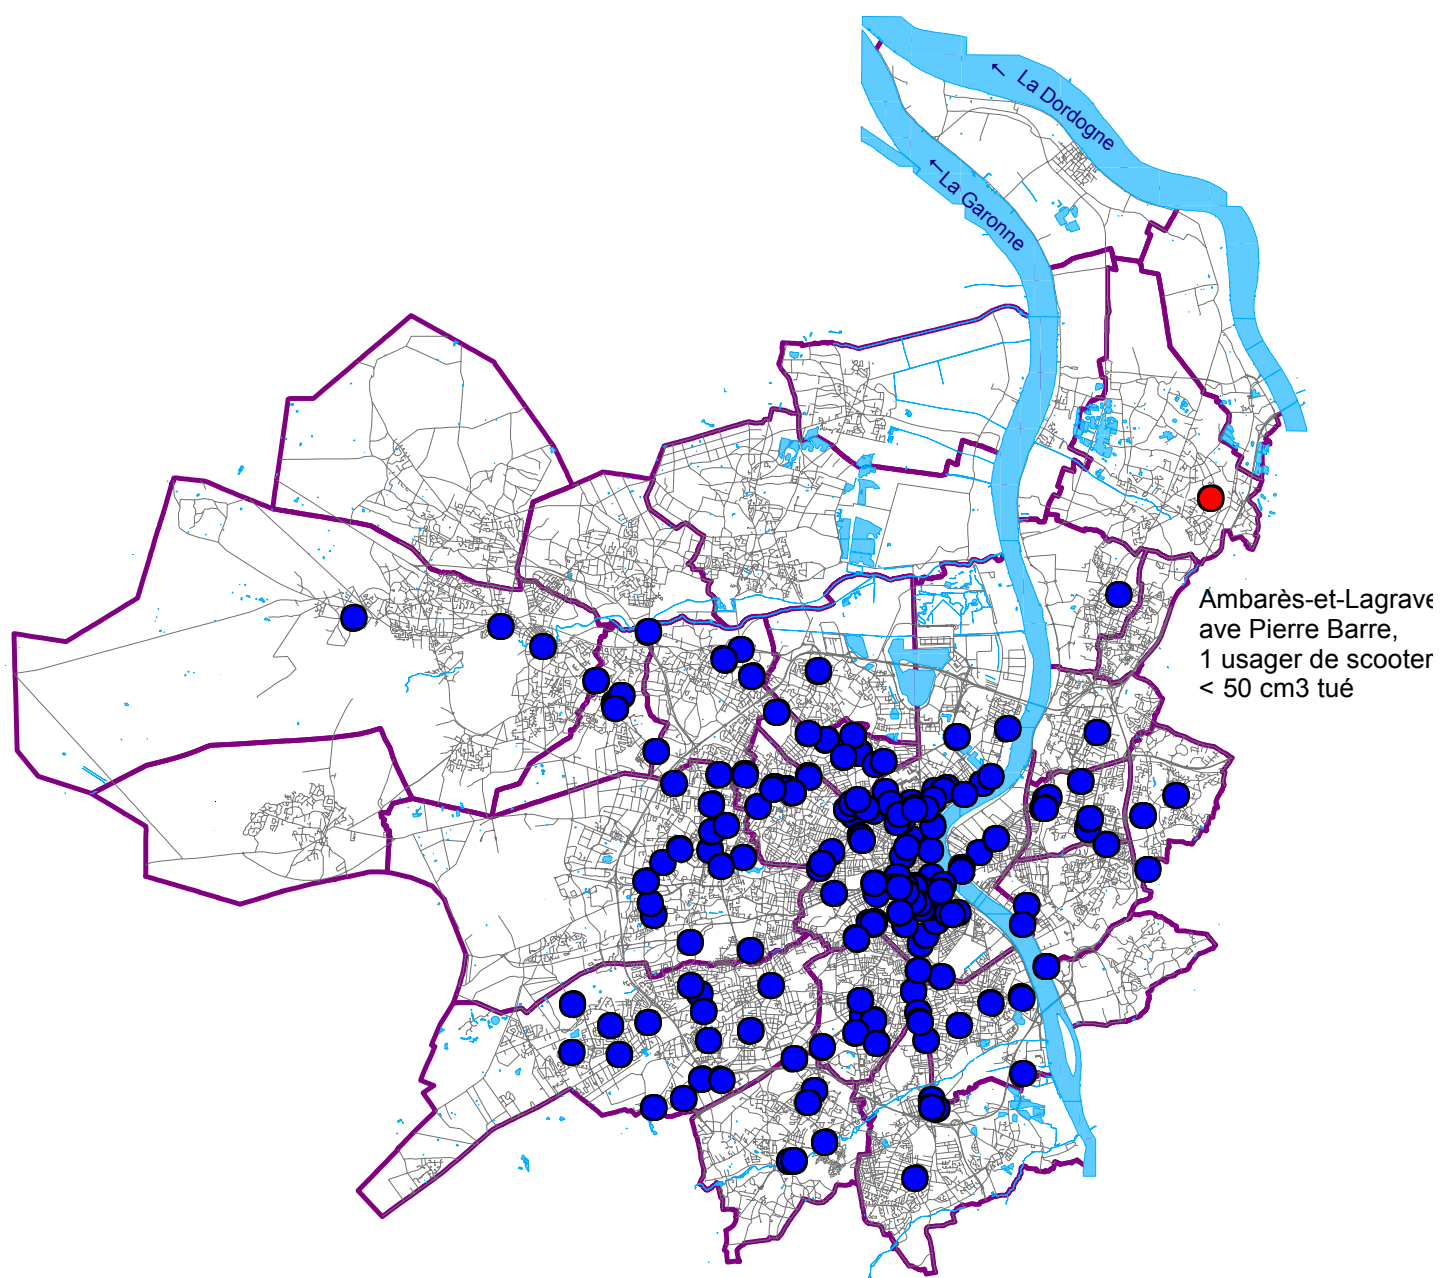 ← La Dordogne
← La Garonne
Ambarès-et-Lagrave
ave Pierre Barre,
1 usager de scooter
< 50 cm3 tué